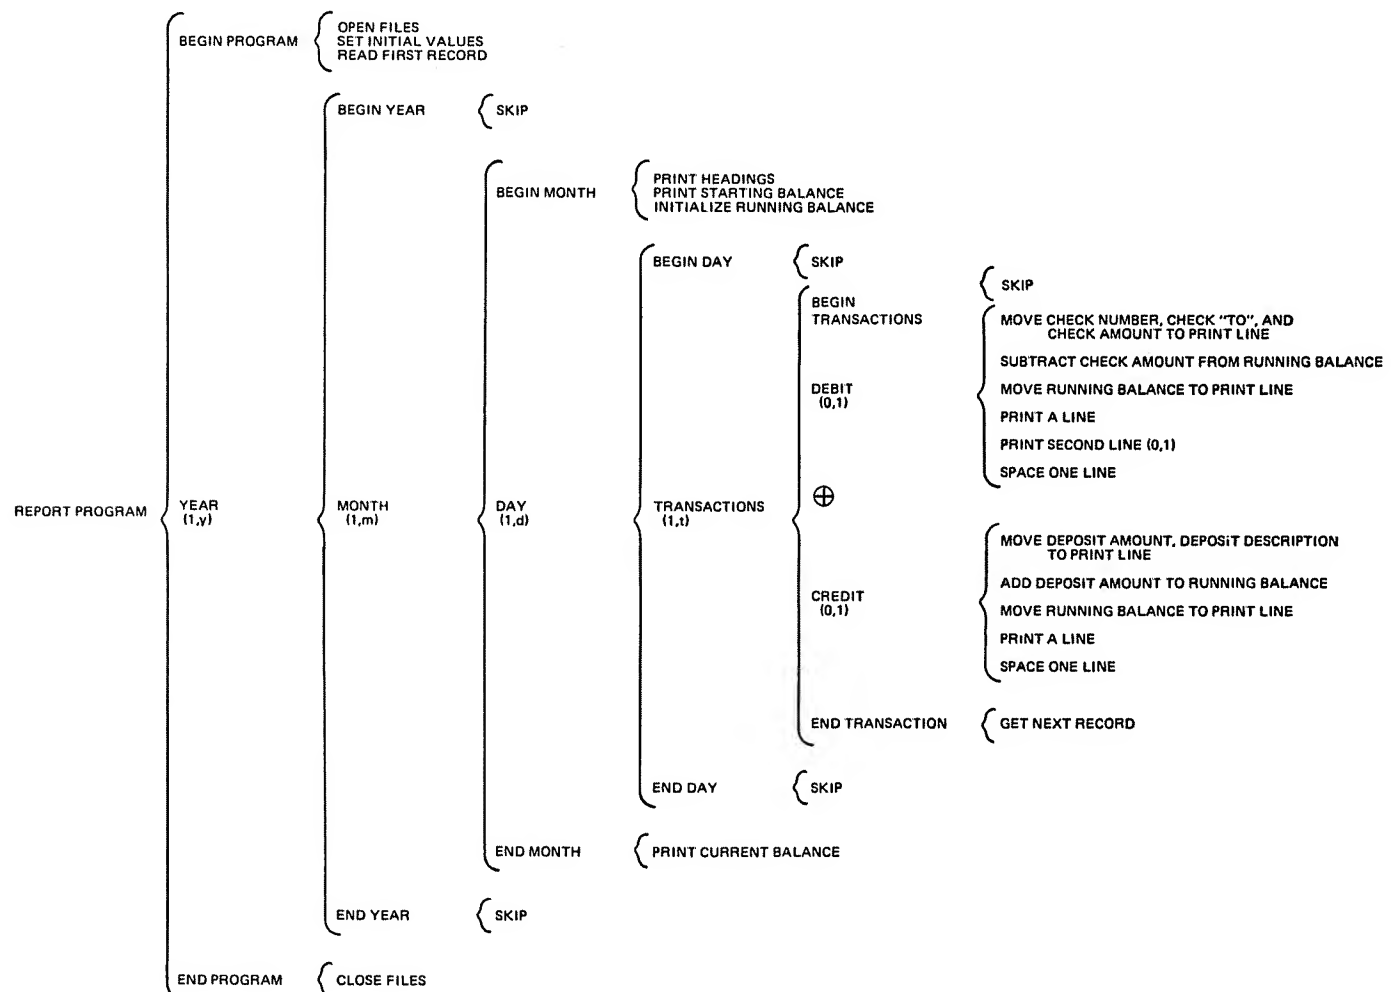 BEGIN PROGRAM
OPEN FILES
SET INITIAL VALUES
READ FIRST RECORD
BEGIN YEAR
SKIP
BEGIN MONTH
PRINT HEADINGS
PRINT STARTING BALANCE
INITIALIZE RUNNING BALANCE
BEGIN DAY
SKIP
BEGIN
TRANSACTIONS
SKIP
MOVE CHECK NUMBER, CHECK "TO", AND
CHECK AMOUNT TO PRINT LINE
SUBTRACT CHECK AMOUNT FROM RUNNING BALANCE
DEBIT
(0,1)
MOVE RUNNING BALANCE TO PRINT LINE
PRINT A LINE
PRINT SECOND LINE (0,1)
SPACE ONE LINE
⊕
REPORT PROGRAM
YEAR
(1,y)
MONTH
(1,m)
DAY
(1,d)
TRANSACTIONS
(1,t)
MOVE DEPOSIT AMOUNT, DEPOSIT DESCRIPTION
TO PRINT LINE
ADD DEPOSIT AMOUNT TO RUNNING BALANCE
CREDIT
(0,1)
MOVE RUNNING BALANCE TO PRINT LINE
PRINT A LINE
SPACE ONE LINE
END TRANSACTION
GET NEXT RECORD
END DAY
SKIP
END MONTH
PRINT CURRENT BALANCE
END YEAR
SKIP
END PROGRAM
CLOSE FILES